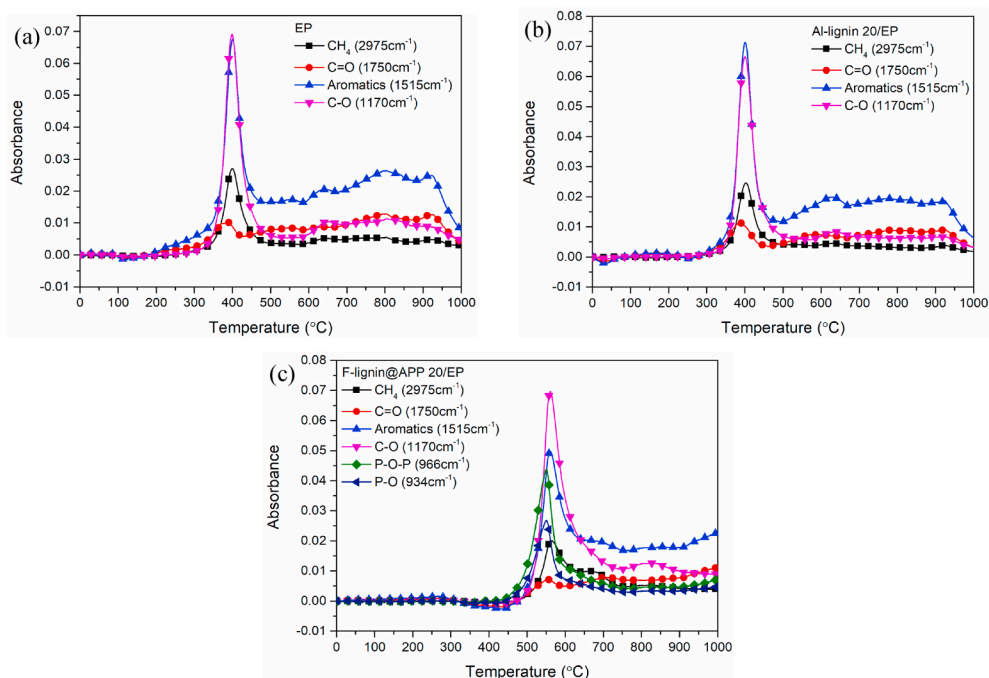 (a)
EP
CH4 (2975cm-1)
C=O (1750cm-1)
Aromatics (1515cm-1)
C-O (1170cm-1)
0.07
0.06
0.05
0.04
0.03
0.02
0.01
0.00
-0.01
Absorbance
0 100 200 300 400 500 600 700 800 900 1000
Temperature (°C)
(b)
Al-lignin 20/EP
CH4 (2975cm-1)
C=O (1750cm-1)
Aromatics (1515cm-1)
C-O (1170cm-1)
0.08
0.07
0.06
0.05
0.04
0.03
0.02
0.01
0.00
-0.01
Absorbance
0 100 200 300 400 500 600 700 800 900 1000
Temperature (°C)
(c)
F-lignin@APP 20/EP
CH4 (2975cm-1)
C=O (1750cm-1)
Aromatics (1515cm-1)
C-O (1170cm-1)
P-O-P (966cm-1)
P-O (934cm-1)
0.08
0.07
0.06
0.05
0.04
0.03
0.02
0.01
0.00
-0.01
Absorbance
0 100 200 300 400 500 600 700 800 900 1000
Temperature (°C)